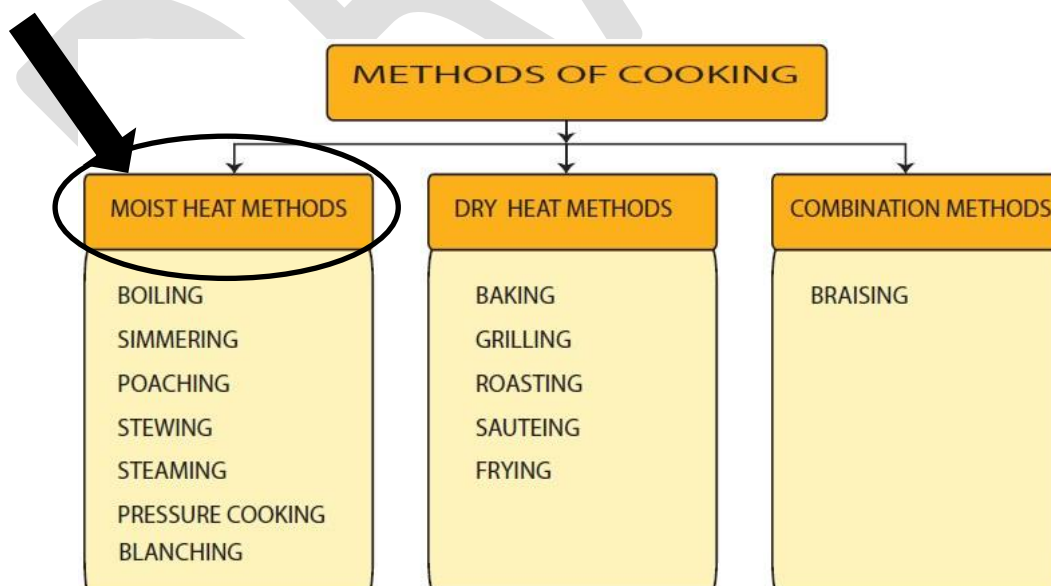 METHODS OF COOKING
MOIST HEAT METHODS
BOILING
SIMMERING
POACHING
STEWING
STEAMING
PRESSURE COOKING
BLANCHING
DRY HEAT METHODS
BAKING
GRILLING
ROASTING
SAUTEING
FRYING
COMBINATION METHODS
BRAISING